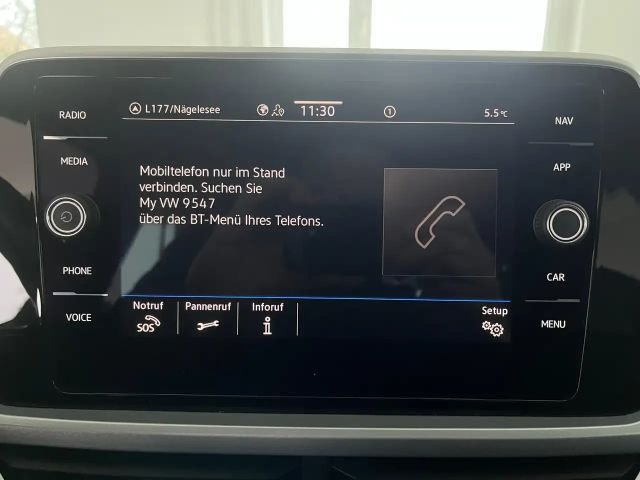 RADIO
MEDIA
PHONE
VOICE
L177/Nägelesee
11:30
1
5.5°C
Mobiltelefon nur im Stand
verbinden. Suchen Sie
My VW 9547
über das BT-Menü Ihres Telefons.
Notruf
SOS
Pannenruf
Inforuf
Setup
NAV
APP
CAR
MENU